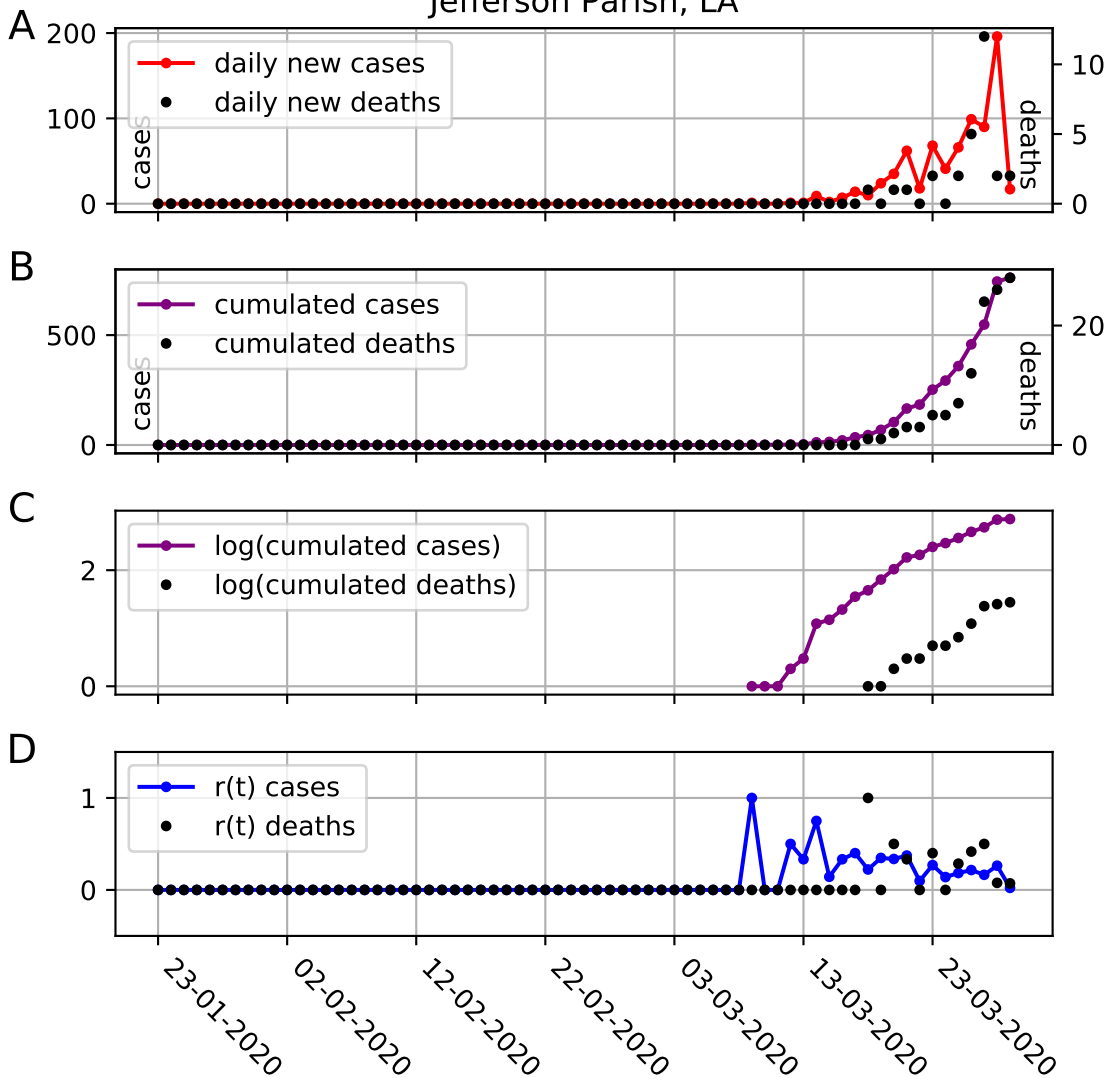 Jefferson Parish, LA
A
200
100
0
10
5
0
daily new cases
daily new deaths
cases
deaths
B
500
0
20
0
cumulated cases
cumulated deaths
cases
deaths
C
2
0
log(cumulated cases)
log(cumulated deaths)
D
1
0
r(t) cases
r(t) deaths
23-01-2020
02-02-2020
12-02-2020
22-02-2020
03-03-2020
13-03-2020
23-03-2020